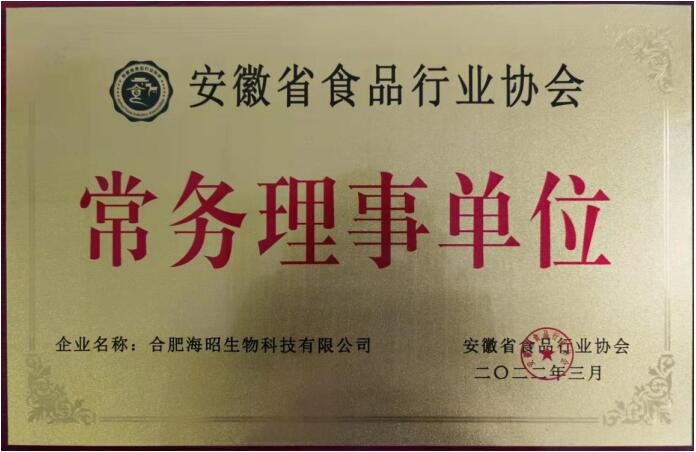 安徽省食品行业协会
常务理事单位
企业名称：合肥海昭生物科技有限公司
安徽省食品行业协会
二〇二二年三月